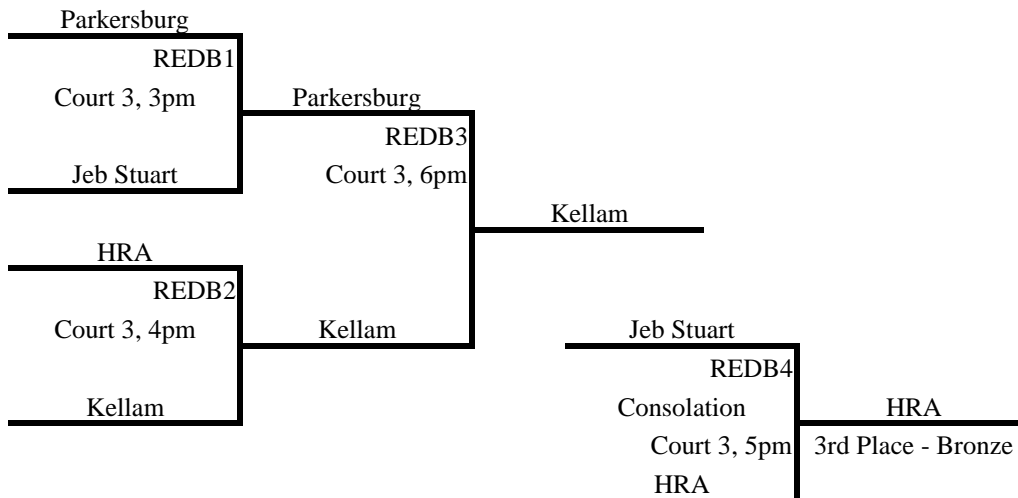 Parkersburg
REDB1
Court 3, 3pm
Parkersburg
REDB3
Jeb Stuart
Court 3, 6pm
Kellam
HRA
REDB2
Court 3, 4pm
Kellam
Jeb Stuart
REDB4
Kellam
Consolation
HRA
Court 3, 5pm
3rd Place - Bronze
HRA